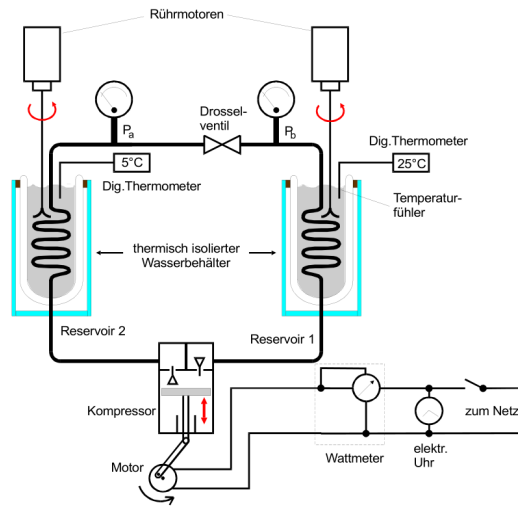 Rührmotoren
Drossel-
ventil
Pa
Pb
5°C
Dig.Thermometer
Dig.Thermometer
25°C
Temperatur-
fühler
thermisch isolierter
Wasserbehälter
Reservoir 2
Reservoir 1
Kompressor
Motor
Wattmeter
elektr.
Uhr
zum Netz